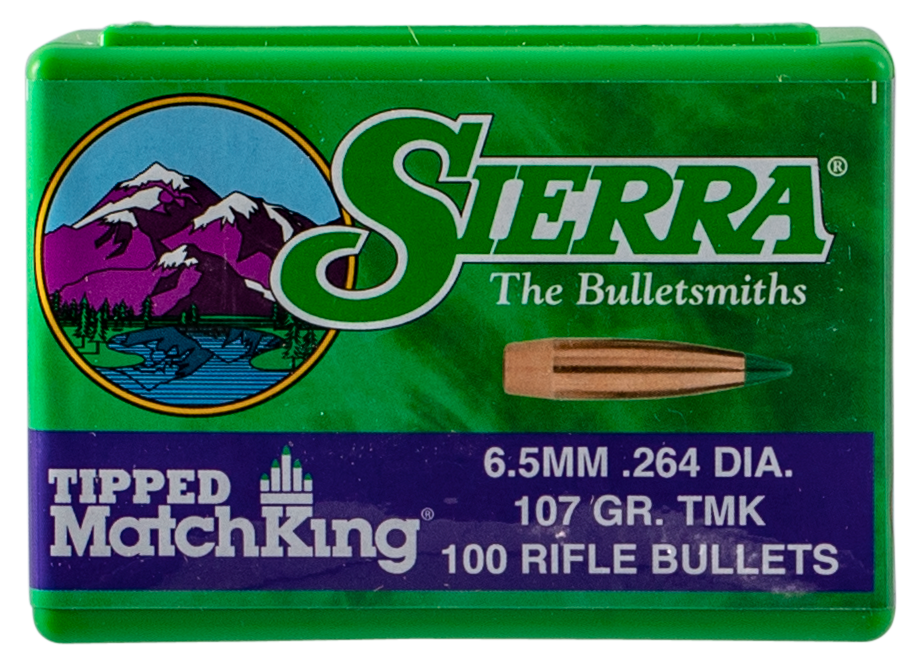 SIERRA®
The Bulletsmiths
TIPPED
MatchKing®
6.5MM .264 DIA.
107 GR. TMK
100 RIFLE BULLETS